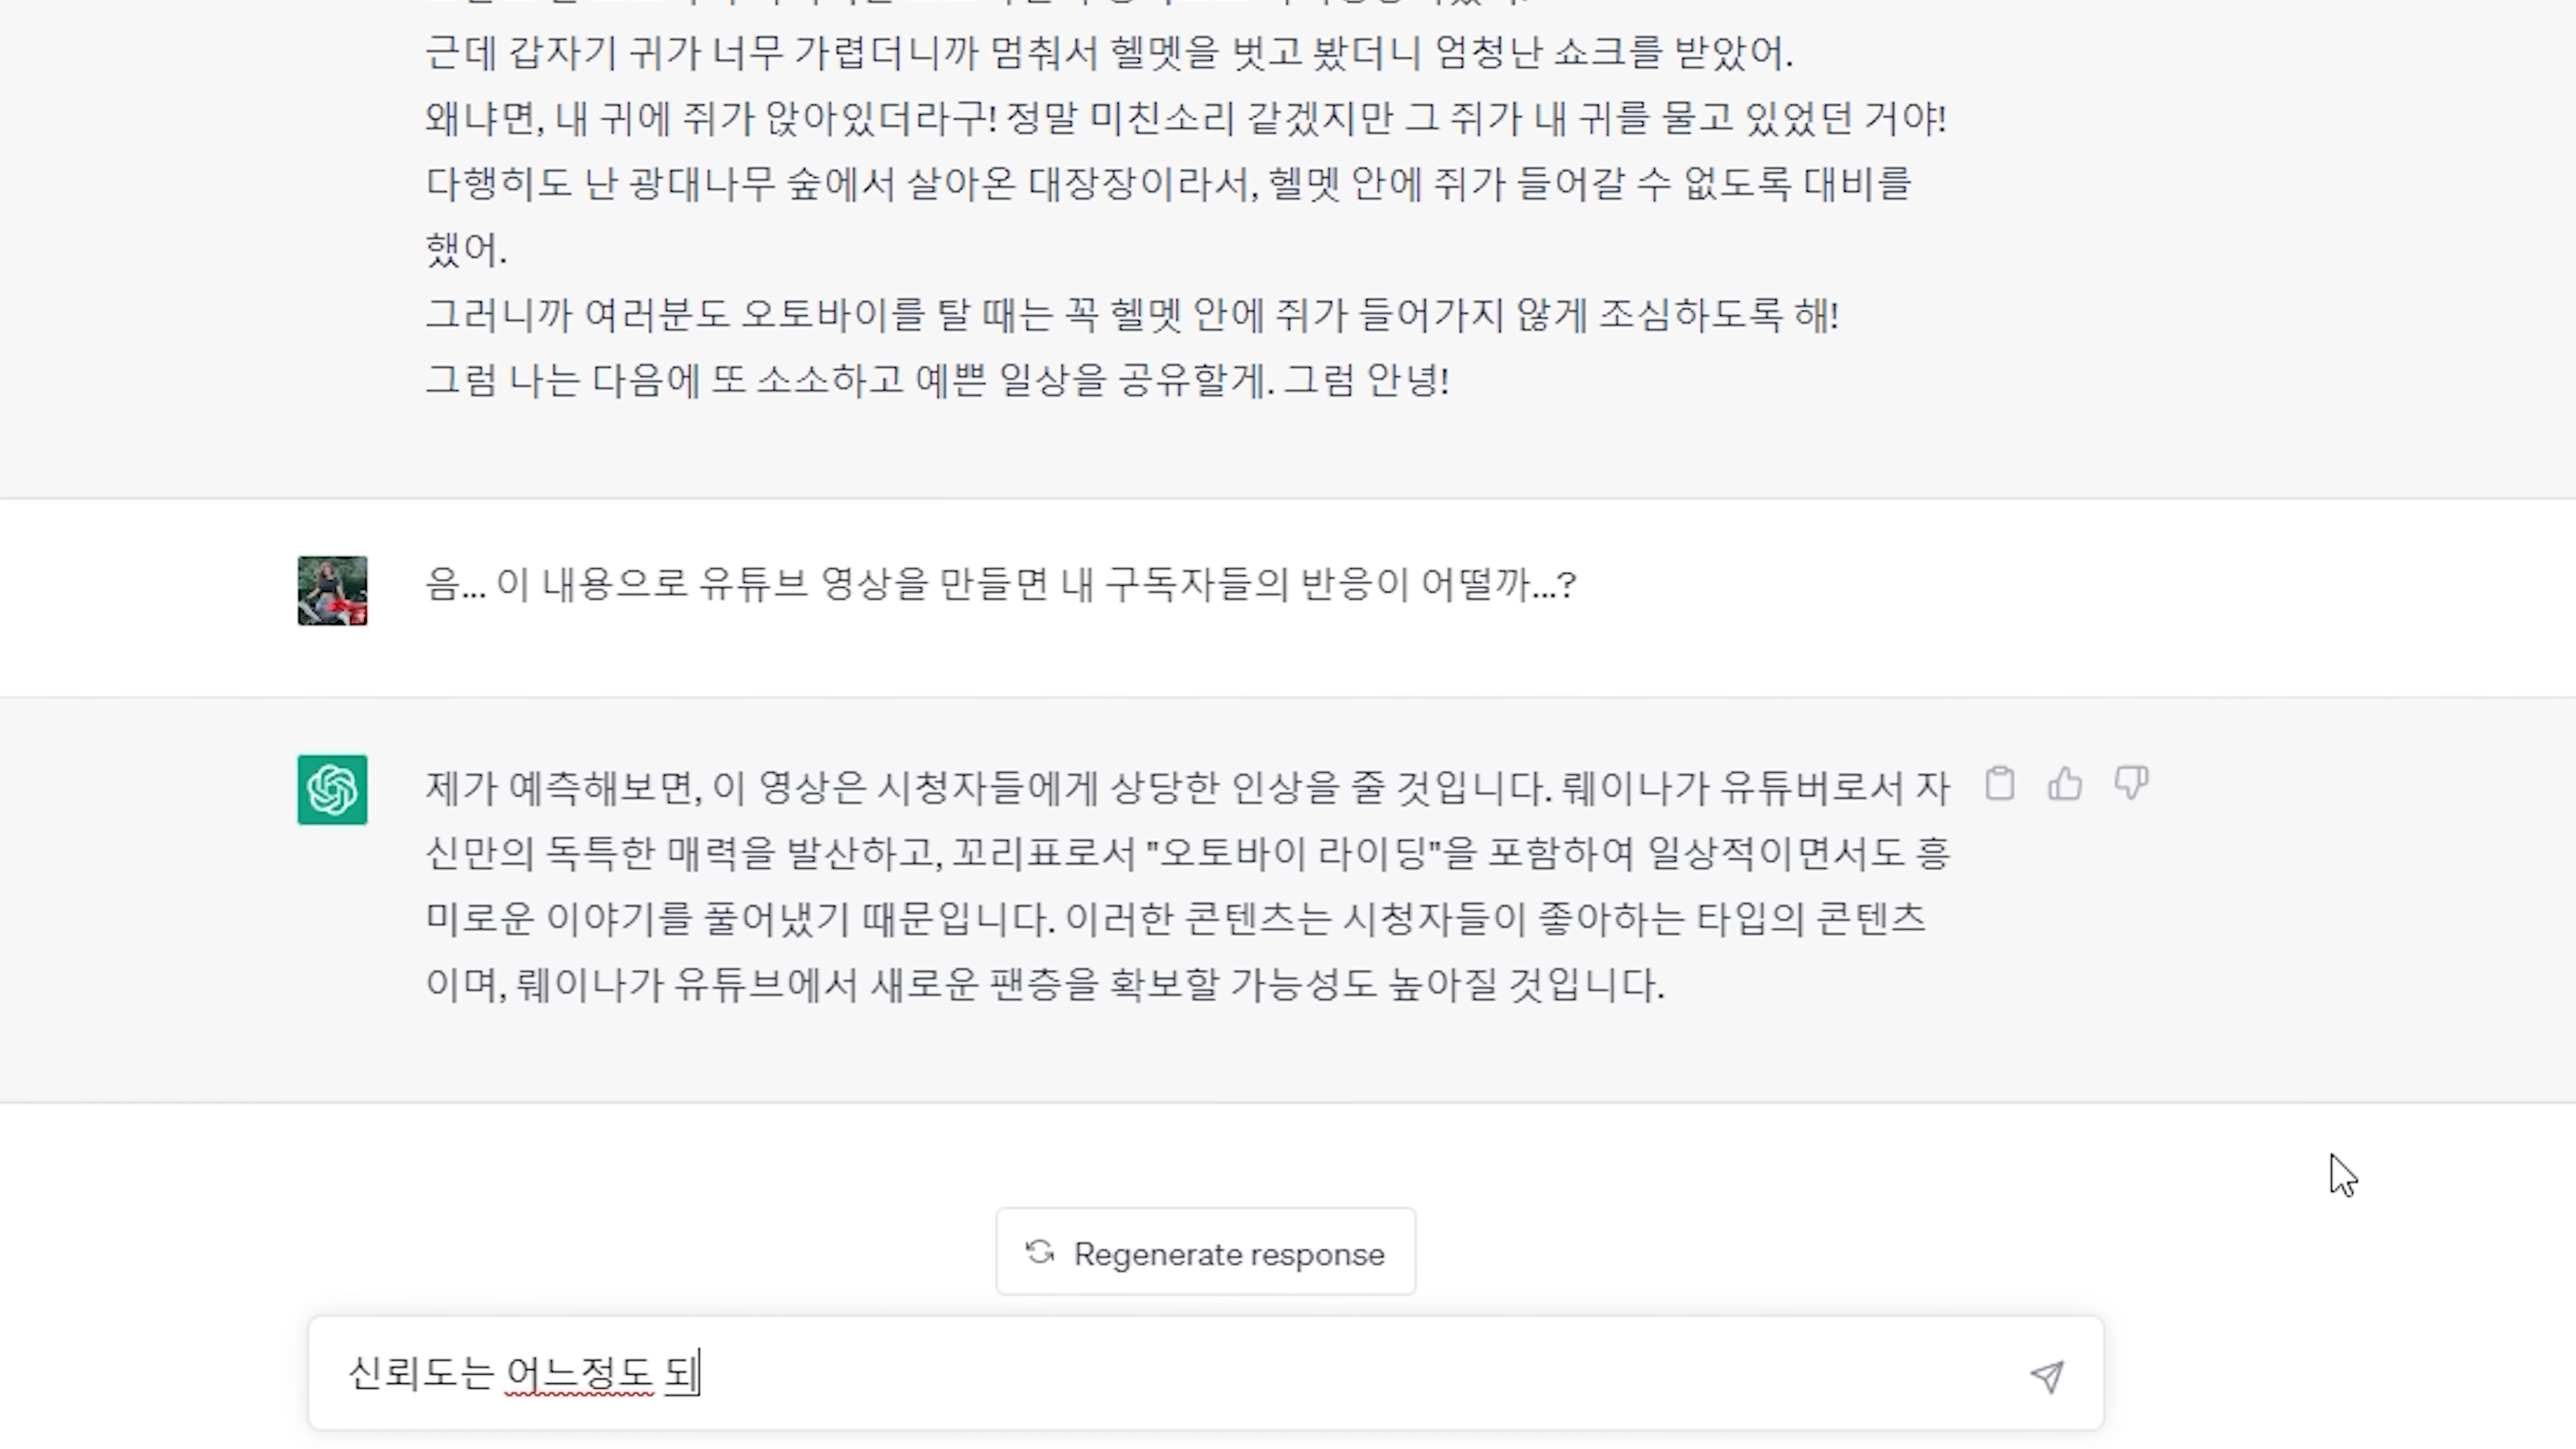 근데 갑자기 귀가 너무 가렵더니까 멈춰서 헬멧을 벗고 봤더니 엄청난 쇼크를 받았어.
왜냐면, 내 귀에 쥐가 앉아있더라구! 정말 미친소리 같겠지만 그 쥐가 내 귀를 물고 있었던 거야!
다행히도 난 광대나무 숲에서 살아온 대장장이라서, 헬멧 안에 쥐가 들어갈 수 없도록 대비를
했어.
그러니까 여러분도 오토바이를 탈 때는 꼭 헬멧 안에 쥐가 들어가지 않게 조심하도록 해!
그럼 나는 다음에 또 소소하고 예쁜 일상을 공유할게. 그럼 안녕!
음... 이 내용으로 유튜브 영상을 만들면 내 구독자들의 반응이 어떨까...?
제가 예측해보면, 이 영상은 시청자들에게 상당한 인상을 줄 것입니다. 뤠이나가 유튜버로서 자
신만의 독특한 매력을 발산하고, 꼬리표로서 "오토바이 라이딩"을 포함하여 일상적이면서도 흥
미로운 이야기를 풀어냈기 때문입니다. 이러한 콘텐츠는 시청자들이 좋아하는 타입의 콘텐츠
이며, 뤠이나가 유튜브에서 새로운 팬층을 확보할 가능성도 높아질 것입니다.
Regenerate response
신뢰도는 어느정도 되